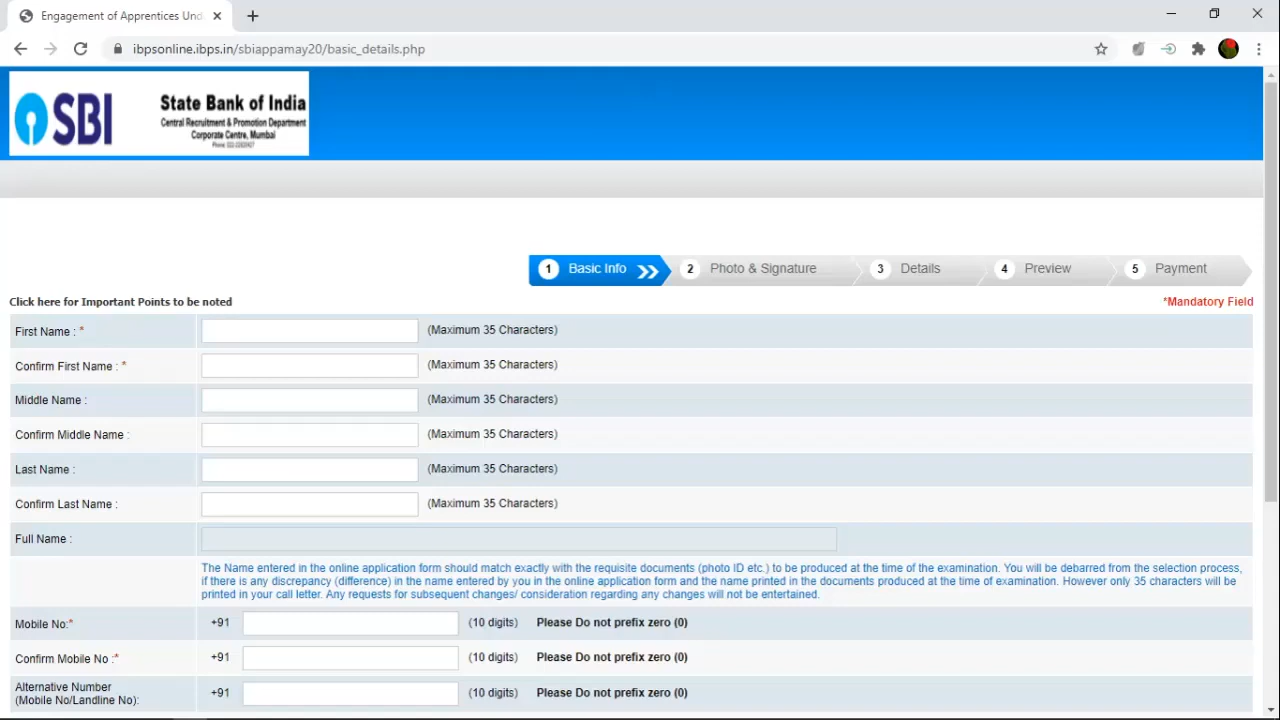 Engagement of Apprentices Und
ibpsonline.ibps.in/sbiappamay20/basic_details.php
SBI
State Bank of India
Central Recruitment & Promotion Department
Corporate Centre, Mumbai
1 Basic Info
2 Photo & Signature
3 Details
4 Preview
5 Payment
Click here for Important Points to be noted
*Mandatory Field
First Name : * (Maximum 35 Characters)
Confirm First Name : * (Maximum 35 Characters)
Middle Name : (Maximum 35 Characters)
Confirm Middle Name : (Maximum 35 Characters)
Last Name : (Maximum 35 Characters)
Confirm Last Name : (Maximum 35 Characters)
Full Name :
The Name entered in the online application form should match exactly with the requisite documents (photo ID etc.) to be produced at the time of the examination. You will be debarred from the selection process,
if there is any discrepancy (difference) in the name entered by you in the online application form and the name printed in the documents produced at the time of examination. However only 35 characters will be
printed in your call letter. Any requests for subsequent changes/ consideration regarding any changes will not be entertained.
Mobile No:* +91 (10 digits) Please Do not prefix zero (0)
Confirm Mobile No :* +91 (10 digits) Please Do not prefix zero (0)
Alternative Number
(Mobile No/Landline No): +91 (10 digits) Please Do not prefix zero (0)